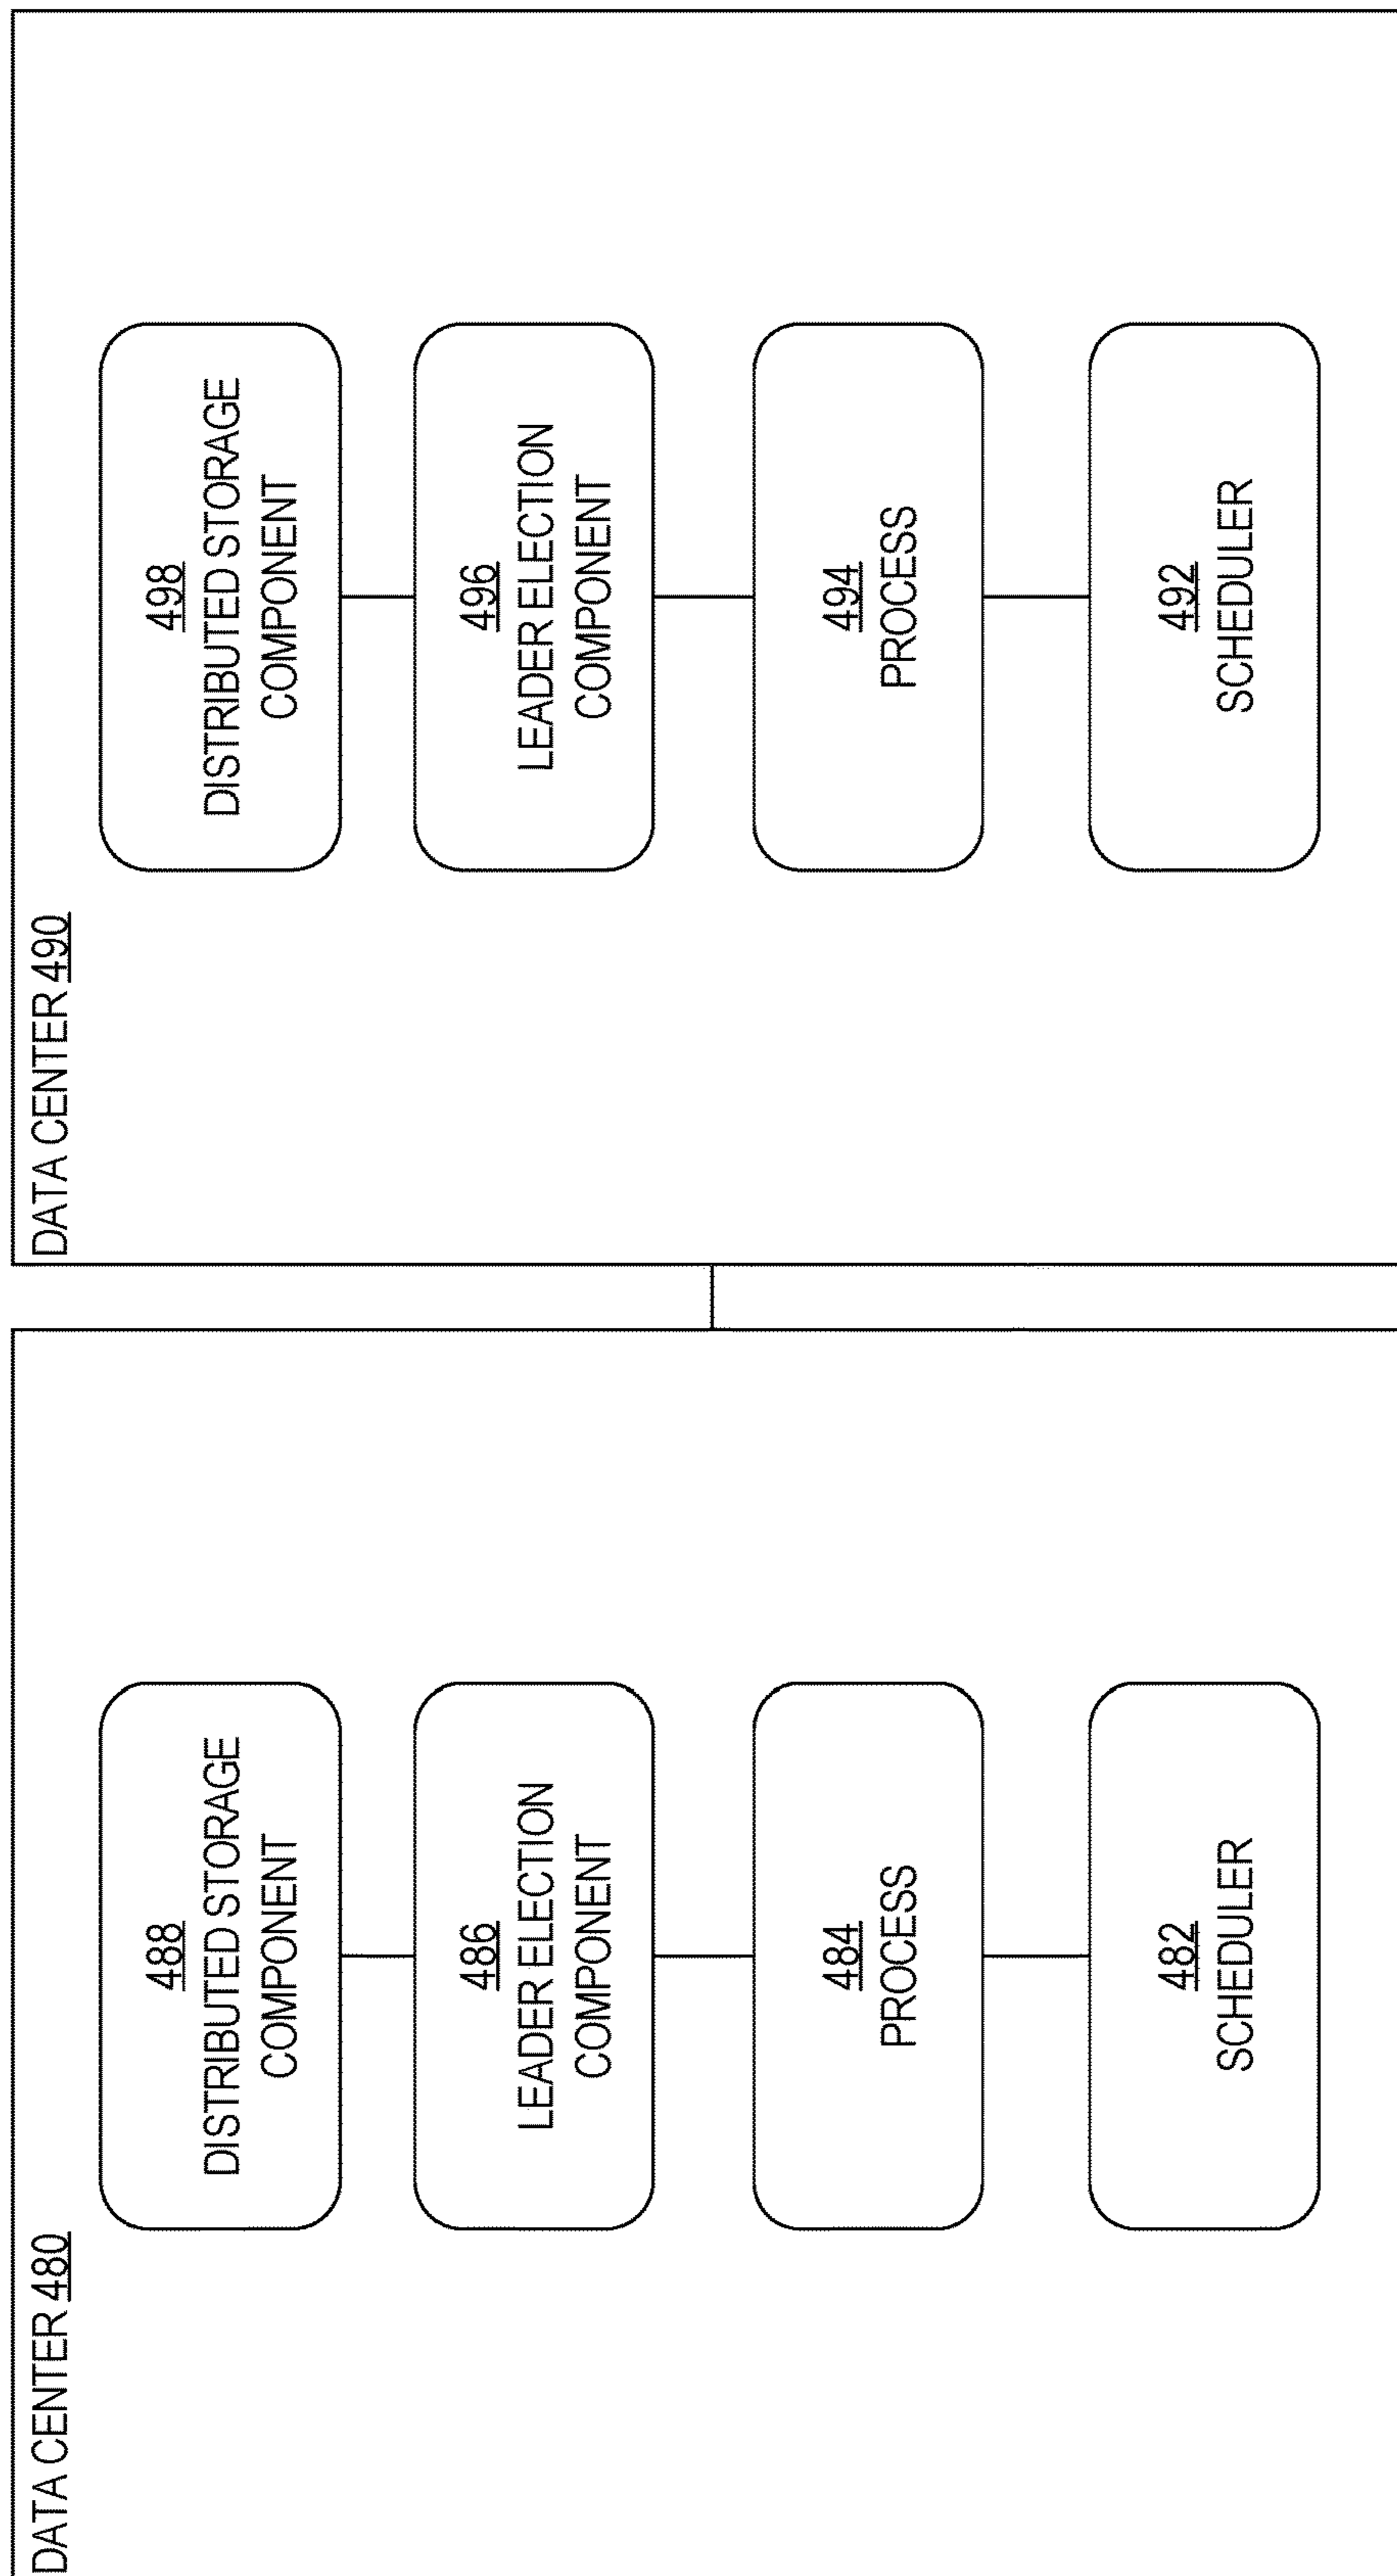 DATA CENTER 480
488
DISTRIBUTED STORAGE
COMPONENT
486
LEADER ELECTION
COMPONENT
484
PROCESS
482
SCHEDULER
DATA CENTER 490
498
DISTRIBUTED STORAGE
COMPONENT
496
LEADER ELECTION
COMPONENT
494
PROCESS
492
SCHEDULER